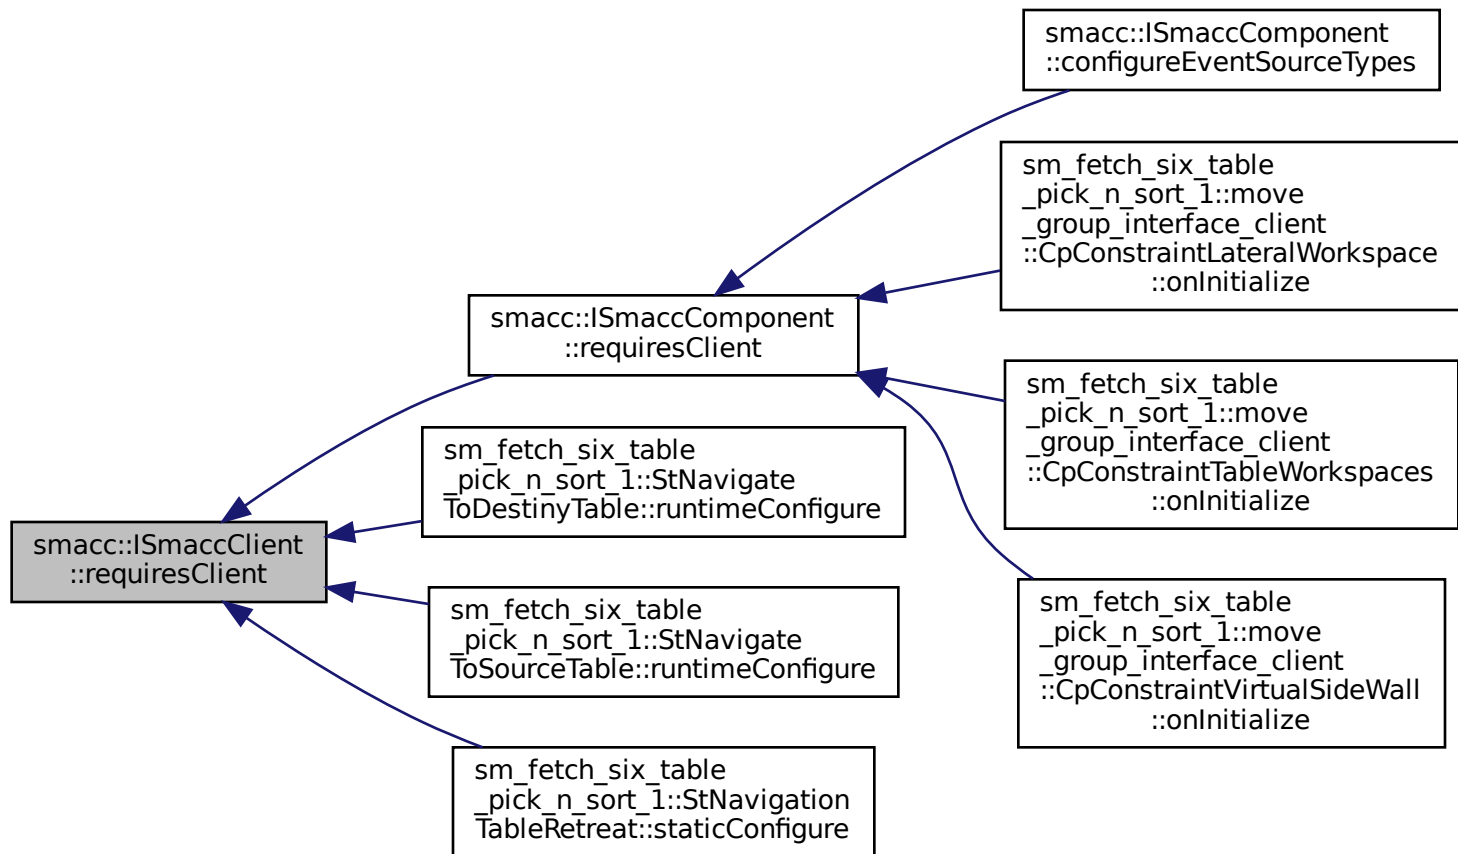 smacc::ISmaccComponent
::configureEventSourceTypes
sm_fetch_six_table
_pick_n_sort_1::move
_group_interface_client
::CpConstraintLateralWorkspace
::onInitialize
smacc::ISmaccComponent
::requiresClient
sm_fetch_six_table
_pick_n_sort_1::move
_group_interface_client
::CpConstraintTableWorkspaces
::onInitialize
sm_fetch_six_table
_pick_n_sort_1::StNavigate
ToDestinyTable::runtimeConfigure
smacc::ISmaccClient
::requiresClient
sm_fetch_six_table
_pick_n_sort_1::StNavigate
ToSourceTable::runtimeConfigure
sm_fetch_six_table
_pick_n_sort_1::move
_group_interface_client
::CpConstraintVirtualSideWall
::onInitialize
sm_fetch_six_table
_pick_n_sort_1::StNavigation
TableRetreat::staticConfigure